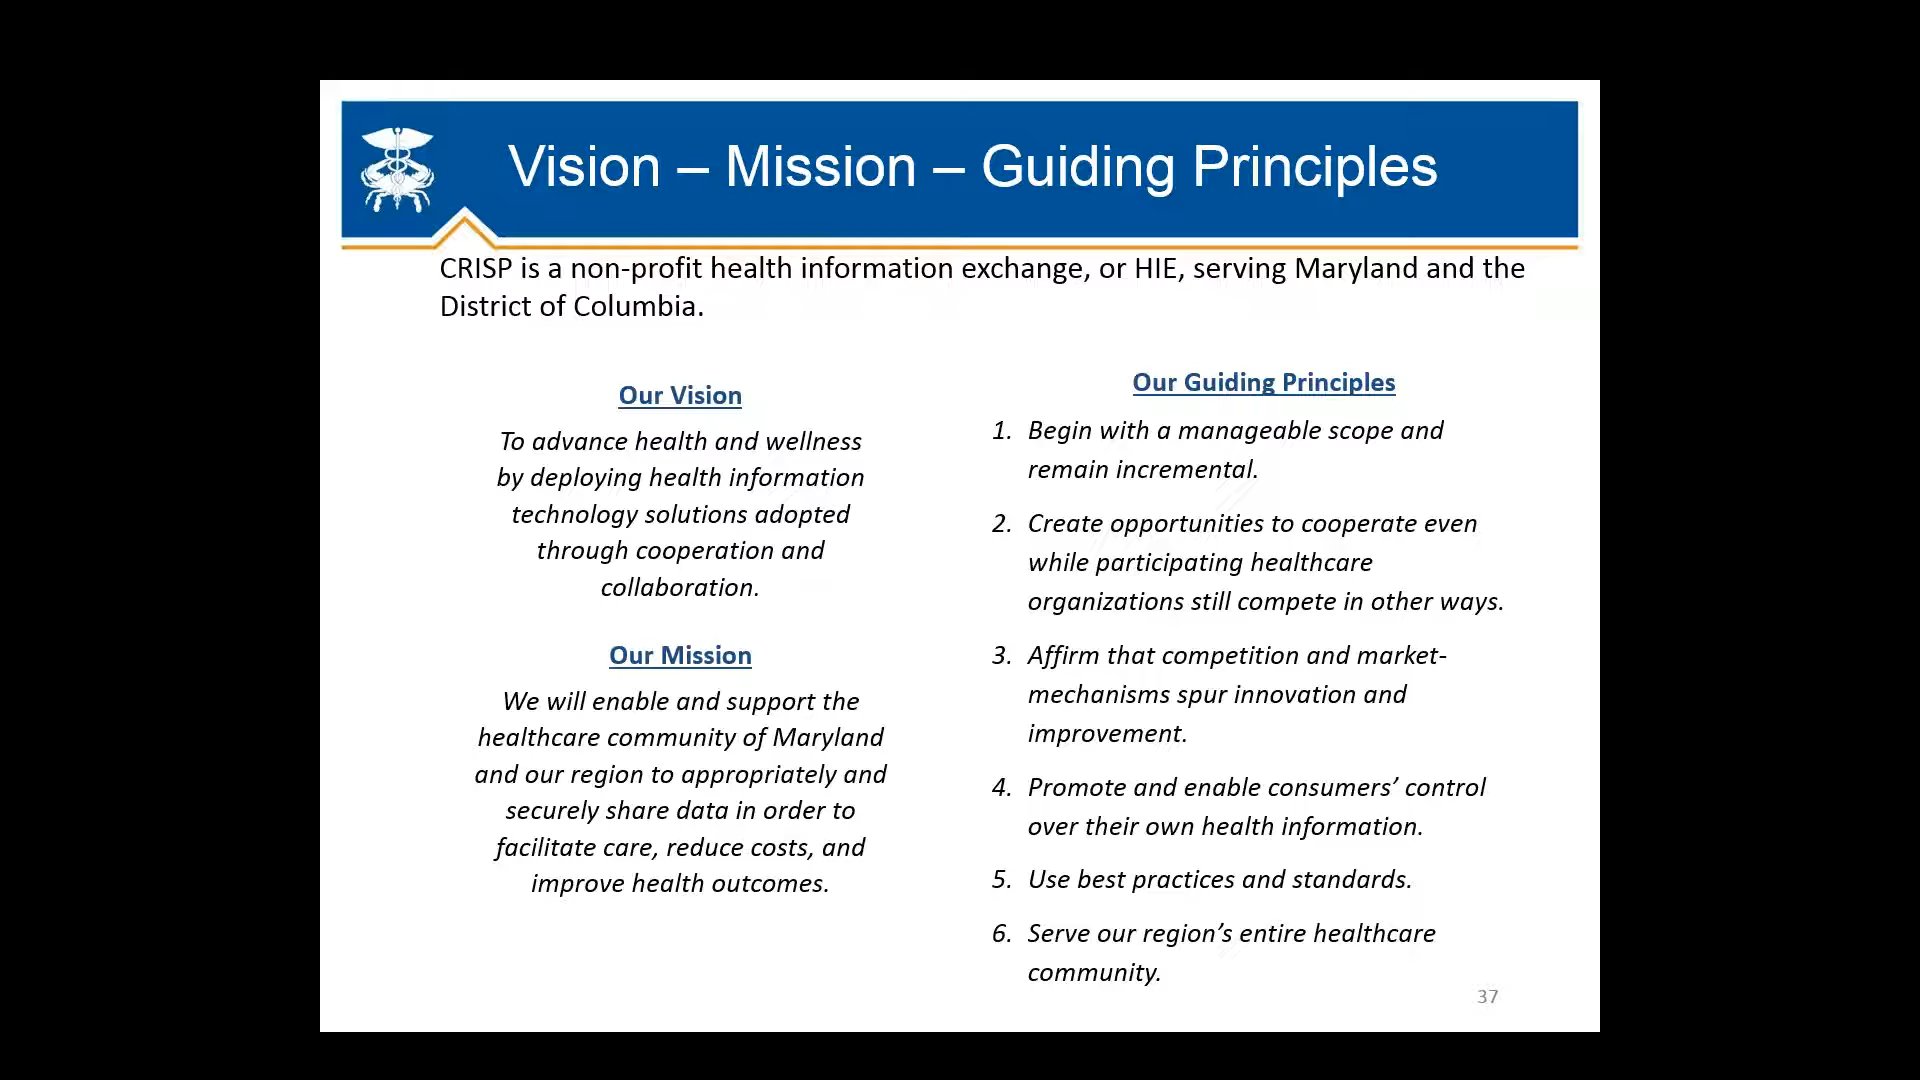 Vision – Mission – Guiding Principles
CRISP is a non-profit health information exchange, or HIE, serving Maryland and the
District of Columbia.
Our Vision
To advance health and wellness
by deploying health information
technology solutions adopted
through cooperation and
collaboration.
Our Mission
We will enable and support the
healthcare community of Maryland
and our region to appropriately and
securely share data in order to
facilitate care, reduce costs, and
improve health outcomes.
Our Guiding Principles
1. Begin with a manageable scope and
remain incremental.
2. Create opportunities to cooperate even
while participating healthcare
organizations still compete in other ways.
3. Affirm that competition and market-
mechanisms spur innovation and
improvement.
4. Promote and enable consumers’ control
over their own health information.
5. Use best practices and standards.
6. Serve our region’s entire healthcare
community.
37